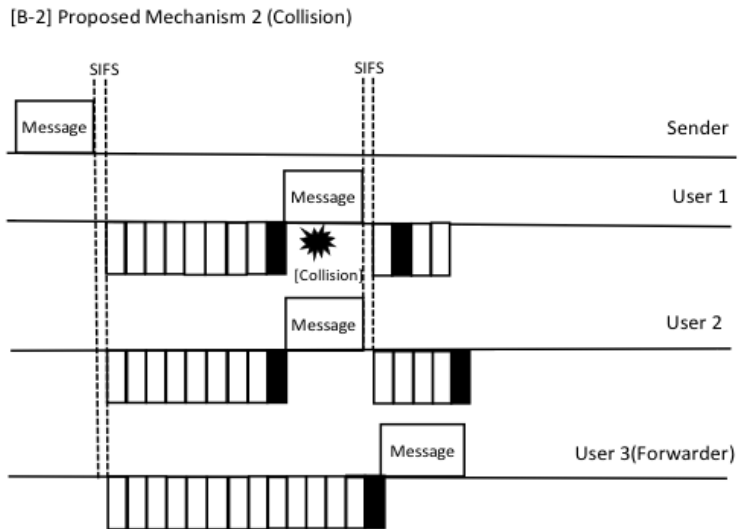 [B-2] Proposed Mechanism 2 (Collision)
SIFS
SIFS
Message
Sender
Message
User 1
[Collision]
Message
User 2
Message
User 3(Forwarder)